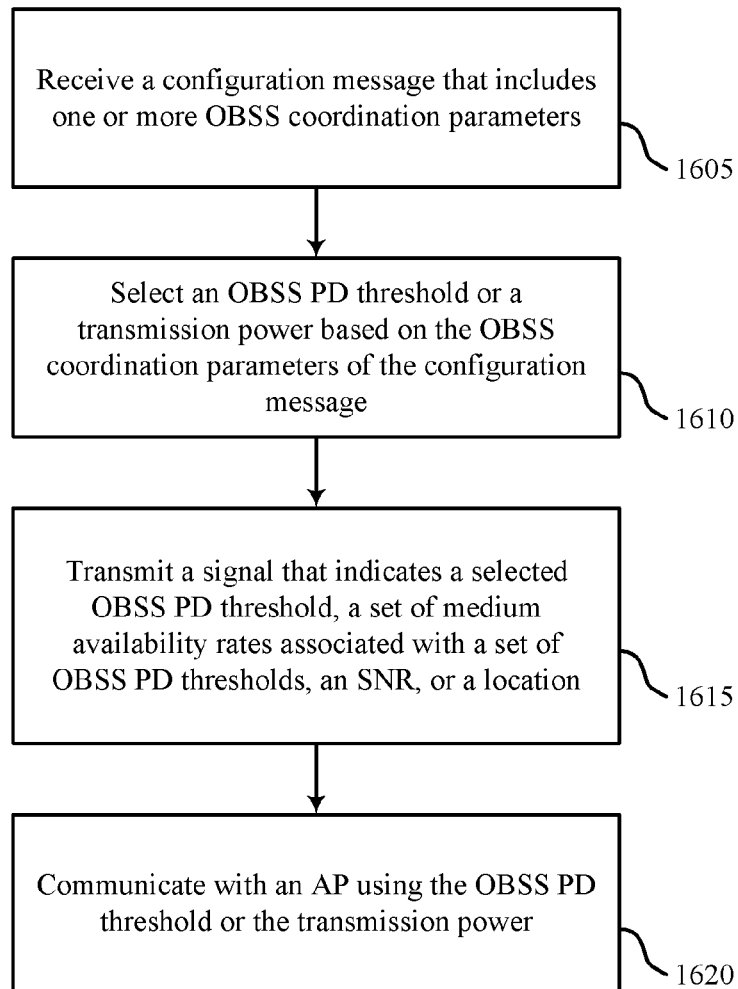 Receive a configuration message that includes
one or more OBSS coordination parameters
1605
Select an OBSS PD threshold or a
transmission power based on the OBSS
coordination parameters of the configuration
message
1610
Transmit a signal that indicates a selected
OBSS PD threshold, a set of medium
availability rates associated with a set of
OBSS PD thresholds, an SNR, or a location
1615
Communicate with an AP using the OBSS PD
threshold or the transmission power
1620